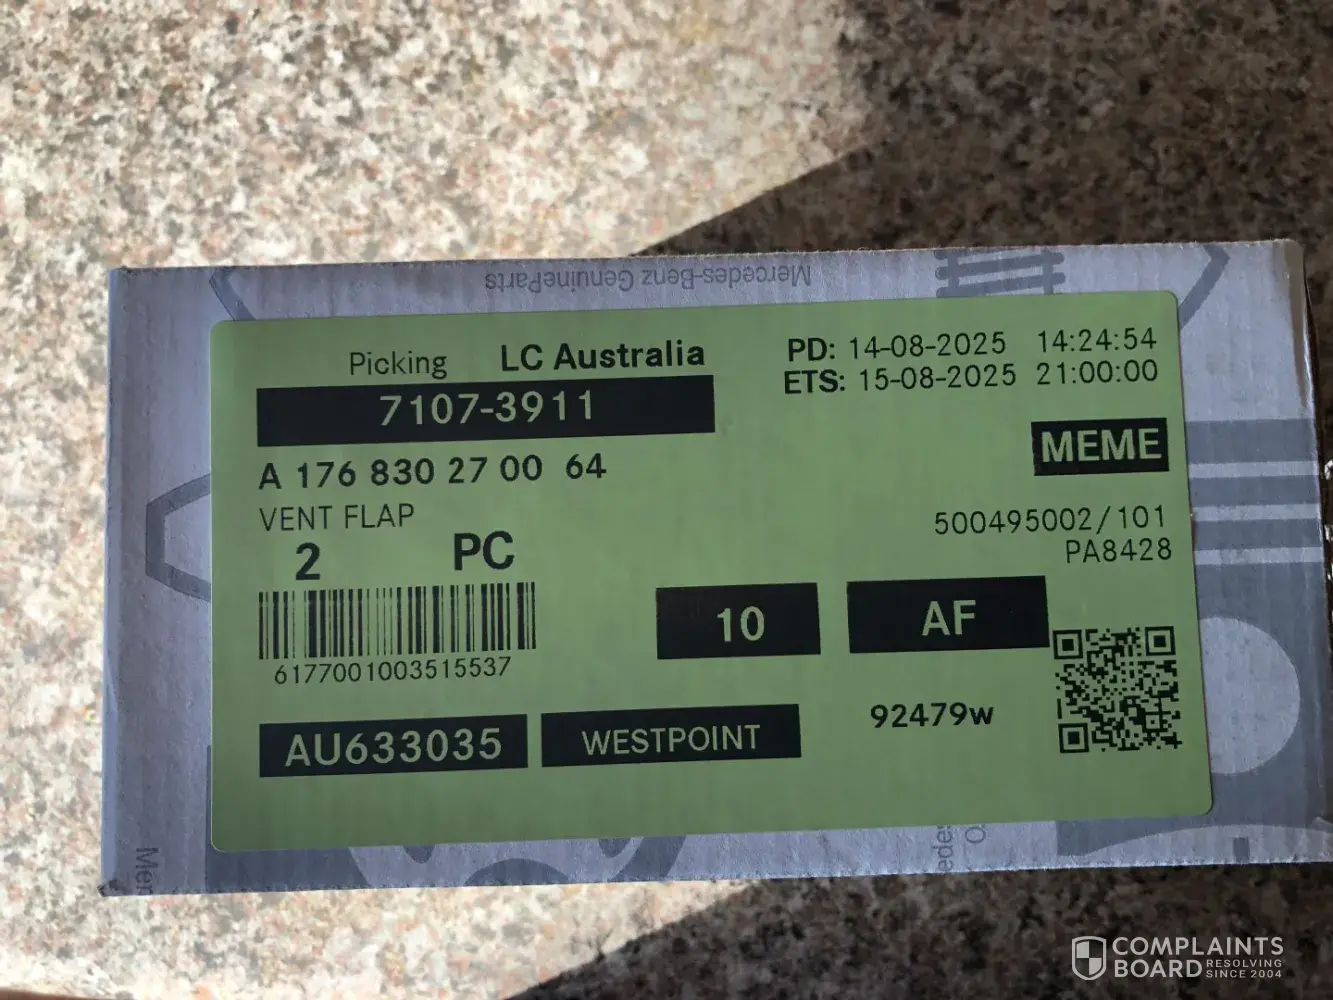 Mercedes-Benz GenuineParts
Picking LC Australia
7107-3911
PD: 14-08-2025 14:24:54
ETS: 15-08-2025 21:00:00
A 176 830 27 00 64
MEME
VENT FLAP
500495002/101
2 PC
PA8428
6177001003515537
10
AF
AU633035
WESTPOINT
92479w
COMPLAINTS
BOARD RESOLVING
SINCE 2004